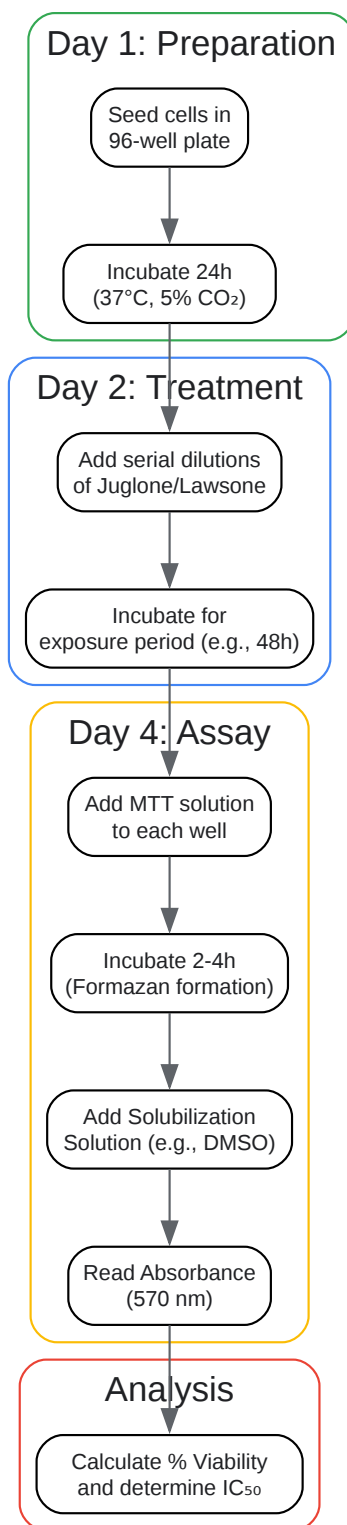 Day 1: Preparation
Seed cells in
96-well plate
Incubate 24h
(37°C, 5% CO₂)
Day 2: Treatment
Add serial dilutions
of Juglone/Lawsone
Incubate for
exposure period (e.g., 48h)
Day 4: Assay
Add MTT solution
to each well
Incubate 2-4h
(Formazan formation)
Add Solubilization
Solution (e.g., DMSO)
Read Absorbance
(570 nm)
Analysis
Calculate % Viability
and determine IC₅₀